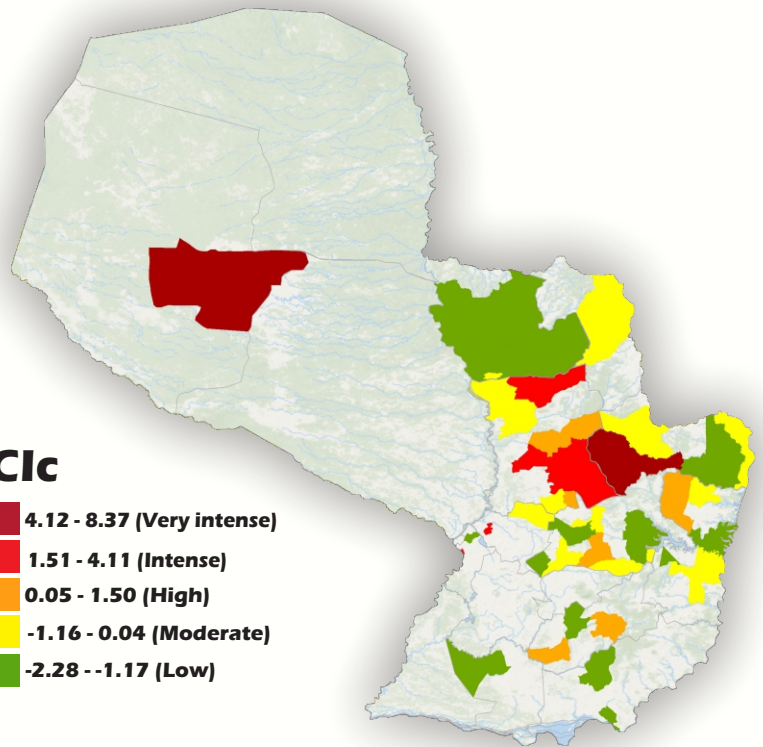 CIc
4.12 - 8.37 (Very intense)
1.51 - 4.11 (Intense)
0.05 - 1.50 (High)
-1.16 - 0.04 (Moderate)
-2.28 - -1.17 (Low)